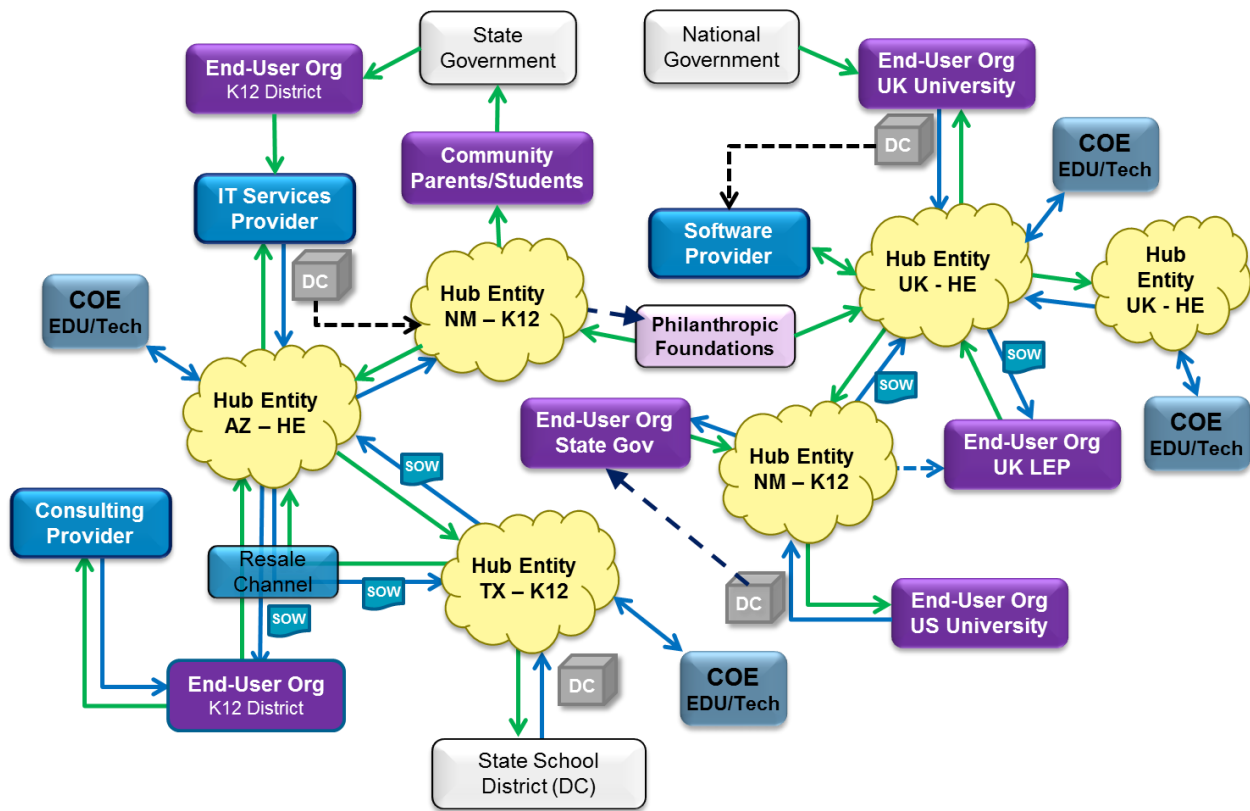 State
Government
National
Government
End-User Org
K12 District
End-User Org
UK University
DC
COE
EDU/Tech
Community
Parents/Students
IT Services
Provider
Software
Provider
Hub Entity
UK - HE
Hub
Entity
UK - HE
DC
Hub Entity
NM – K12
COE
EDU/Tech
Philanthropic
Foundations
SOW
SOW
Hub Entity
AZ – HE
End-User Org
State Gov
COE
EDU/Tech
Hub Entity
NM – K12
End-User Org
UK LEP
SOW
Consulting
Provider
Resale
Channel
Hub Entity
TX – K12
SOW
SOW
DC
End-User Org
US University
End-User Org
K12 District
DC
COE
EDU/Tech
State School
District (DC)